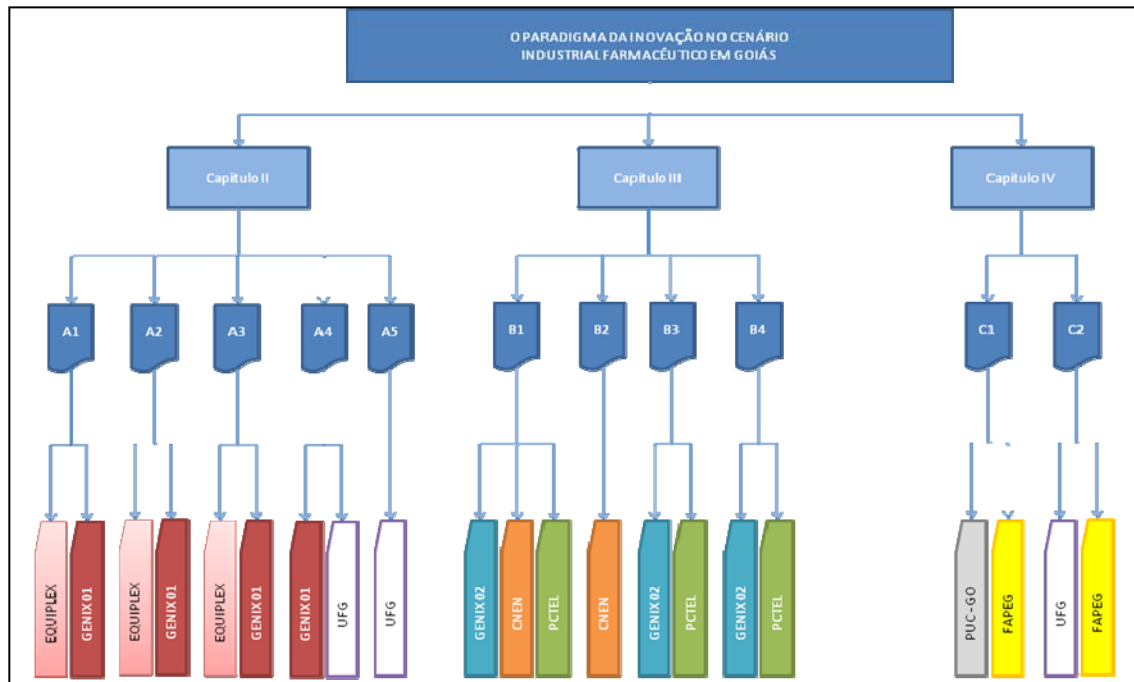 O PARADIGMA DA INOVAÇÃO NO CENÁRIO
INDUSTRIAL FARMACÊUTICO EM GOIÁS
Capitulo II
Capitulo III
Capitulo IV
A1
A2
A3
A4
A5
B1
B2
B3
B4
C1
C2
EQUIPLEX
GENIX 01
EQUIPLEX
GENIX 01
EQUIPLEX
GENIX 01
GENIX 01
UFG
UFG
GENIX 02
CNEN
PCTEL
CNEN
GENIX 02
PCTEL
GENIX 02
PCTEL
PUC-GO
FAPEG
UFG
FAPEG